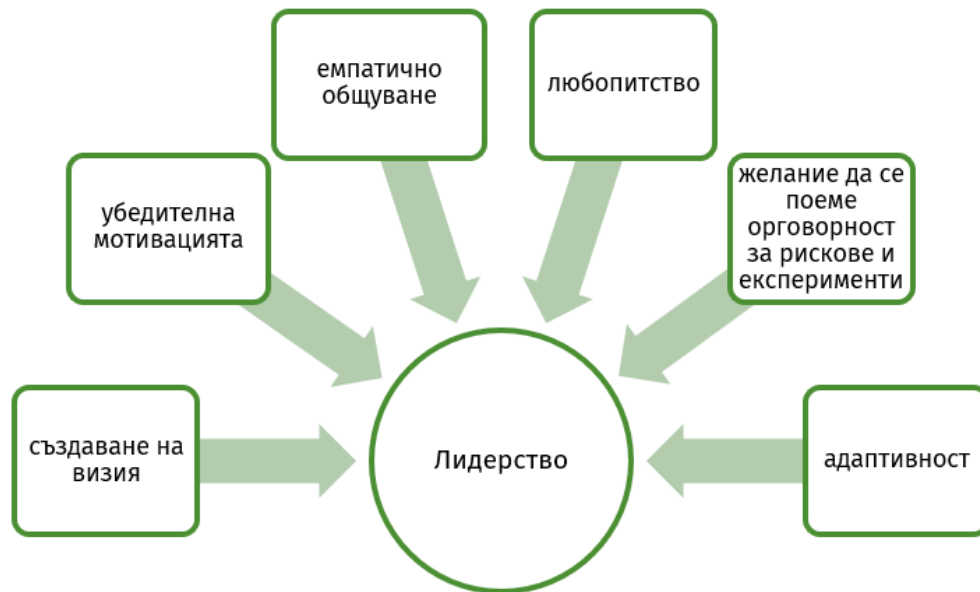 емпатично
общуване
любопитство
убедителна
мотивацията
желание да се
поеме
орговорност
за рискове и
експерименти
създаване на
визия
Лидерство
адаптивност